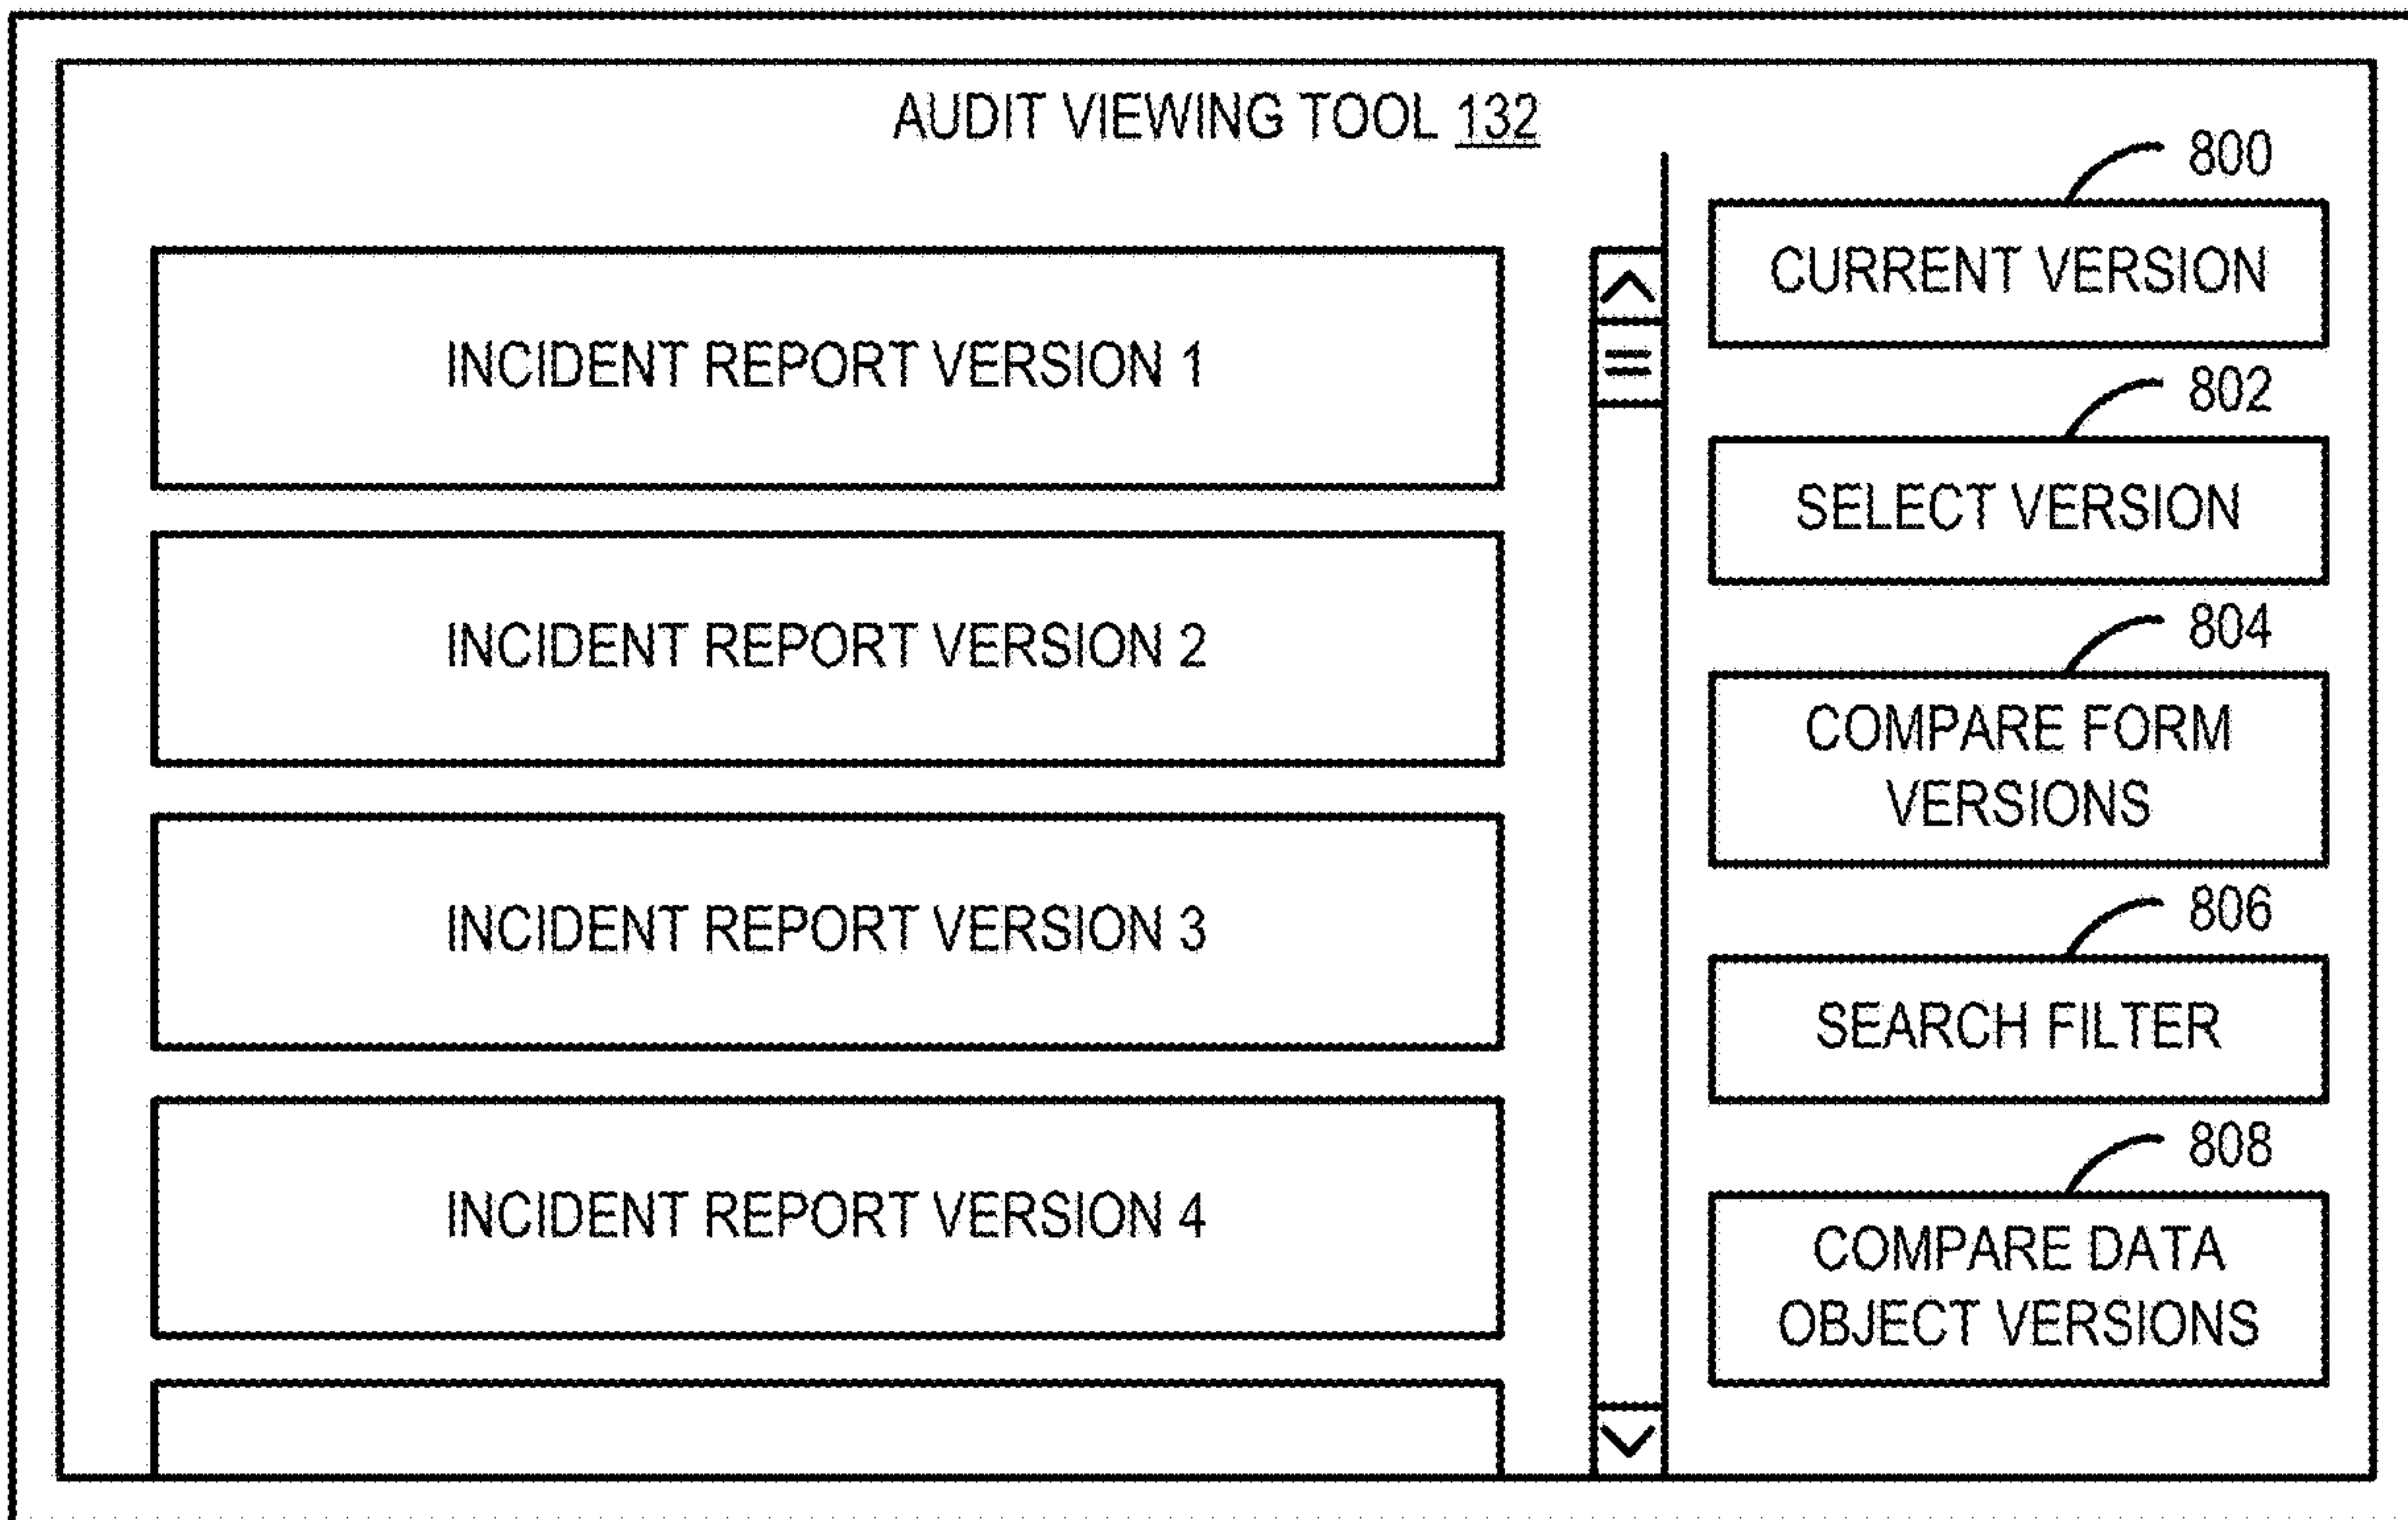 AUDIT VIEWING TOOL 132
INCIDENT REPORT VERSION 1
INCIDENT REPORT VERSION 2
INCIDENT REPORT VERSION 3
INCIDENT REPORT VERSION 4
800
CURRENT VERSION
802
SELECT VERSION
804
COMPARE FORM
VERSIONS
806
SEARCH FILTER
808
COMPARE DATA
OBJECT VERSIONS